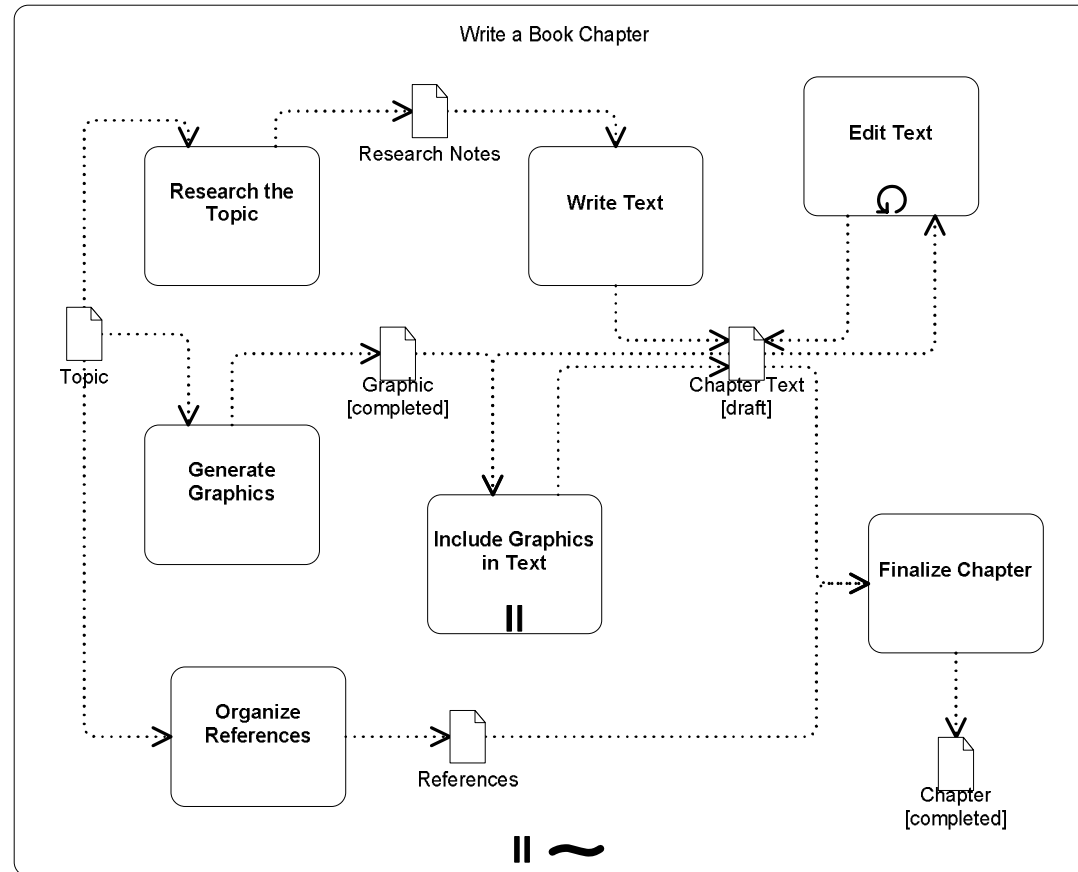 Write a Book Chapter
Edit Text
Research Notes
Research the
Topic
Write Text
Topic
Graphic
[completed]
Chapter Text
[draft]
Generate
Graphics
Include Graphics
in Text
Finalize Chapter
Organize
References
References
Chapter
[completed]